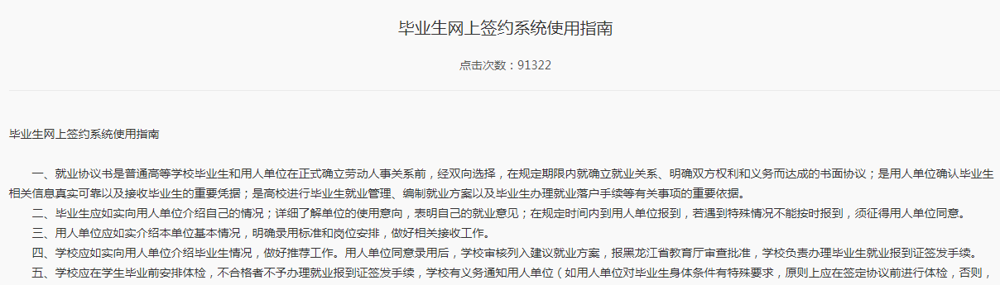 毕业生网上签约系统使用指南
点击次数：91322
毕业生网上签约系统使用指南
一、就业协议书是普通高等学校毕业生和用人单位在正式确立劳动人事关系前，经双向选择，在规定期限内就确立就业关系、明确双方权利和义务而达成的书面协议；是用人单位确认毕业生
相关信息真实可靠以及接收毕业生的重要凭据；是高校进行毕业生就业管理、编制就业方案以及毕业生办理就业落户手续等有关事项的重要依据。
二、毕业生应如实向用人单位介绍自己的情况；详细了解单位的使用意向，表明自己的就业意见；在规定时间内到用人单位报到，若遇到特殊情况不能按时报到，须征得用人单位同意。
三、用人单位应如实介绍本单位基本情况，明确录用标准和岗位安排，做好相关接收工作。
四、学校应如实向用人单位介绍毕业生情况，做好推荐工作。用人单位同意录用后，学校审核列入建议就业方案，报黑龙江省教育厅审查批准，学校负责办理毕业生就业报到证签发手续。
五、学校应在学生毕业前安排体检，不合格者不予办理就业报到证签发手续，学校有义务通知用人单位（如用人单位对毕业生身体条件有特殊要求，原则上应在签定协议前进行体检，否则，